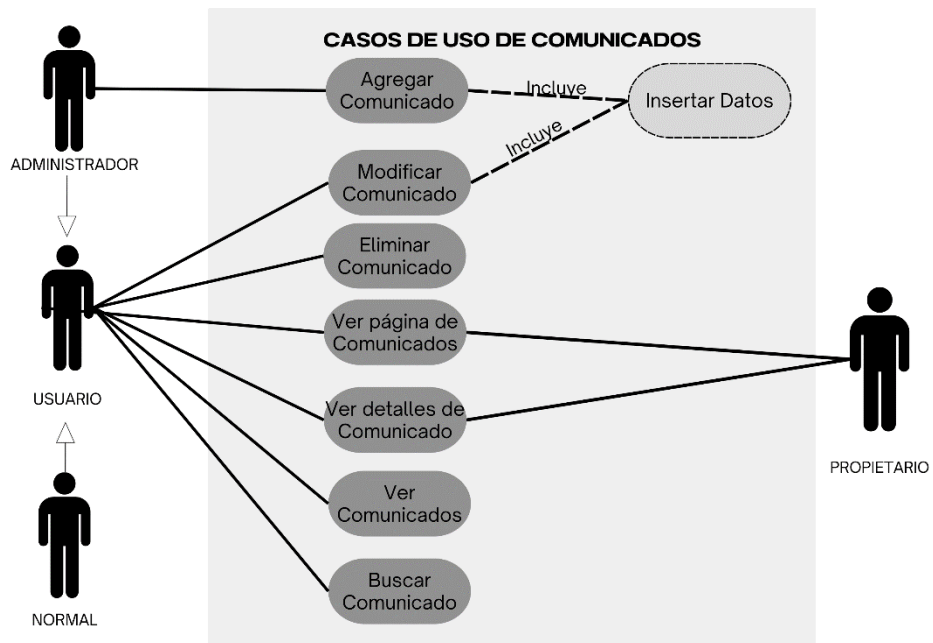 CASOS DE USO DE COMUNICADOS
Agregar
Comunicado
Incluye
Insertar Datos
ADMINISTRADOR
Incluye
Modificar
Comunicado
Eliminar
Comunicado
Ver página de
Comunicados
USUARIO
Ver detalles de
Comunicado
PROPIETARIO
Ver
Comunicados
Buscar
Comunicado
NORMAL